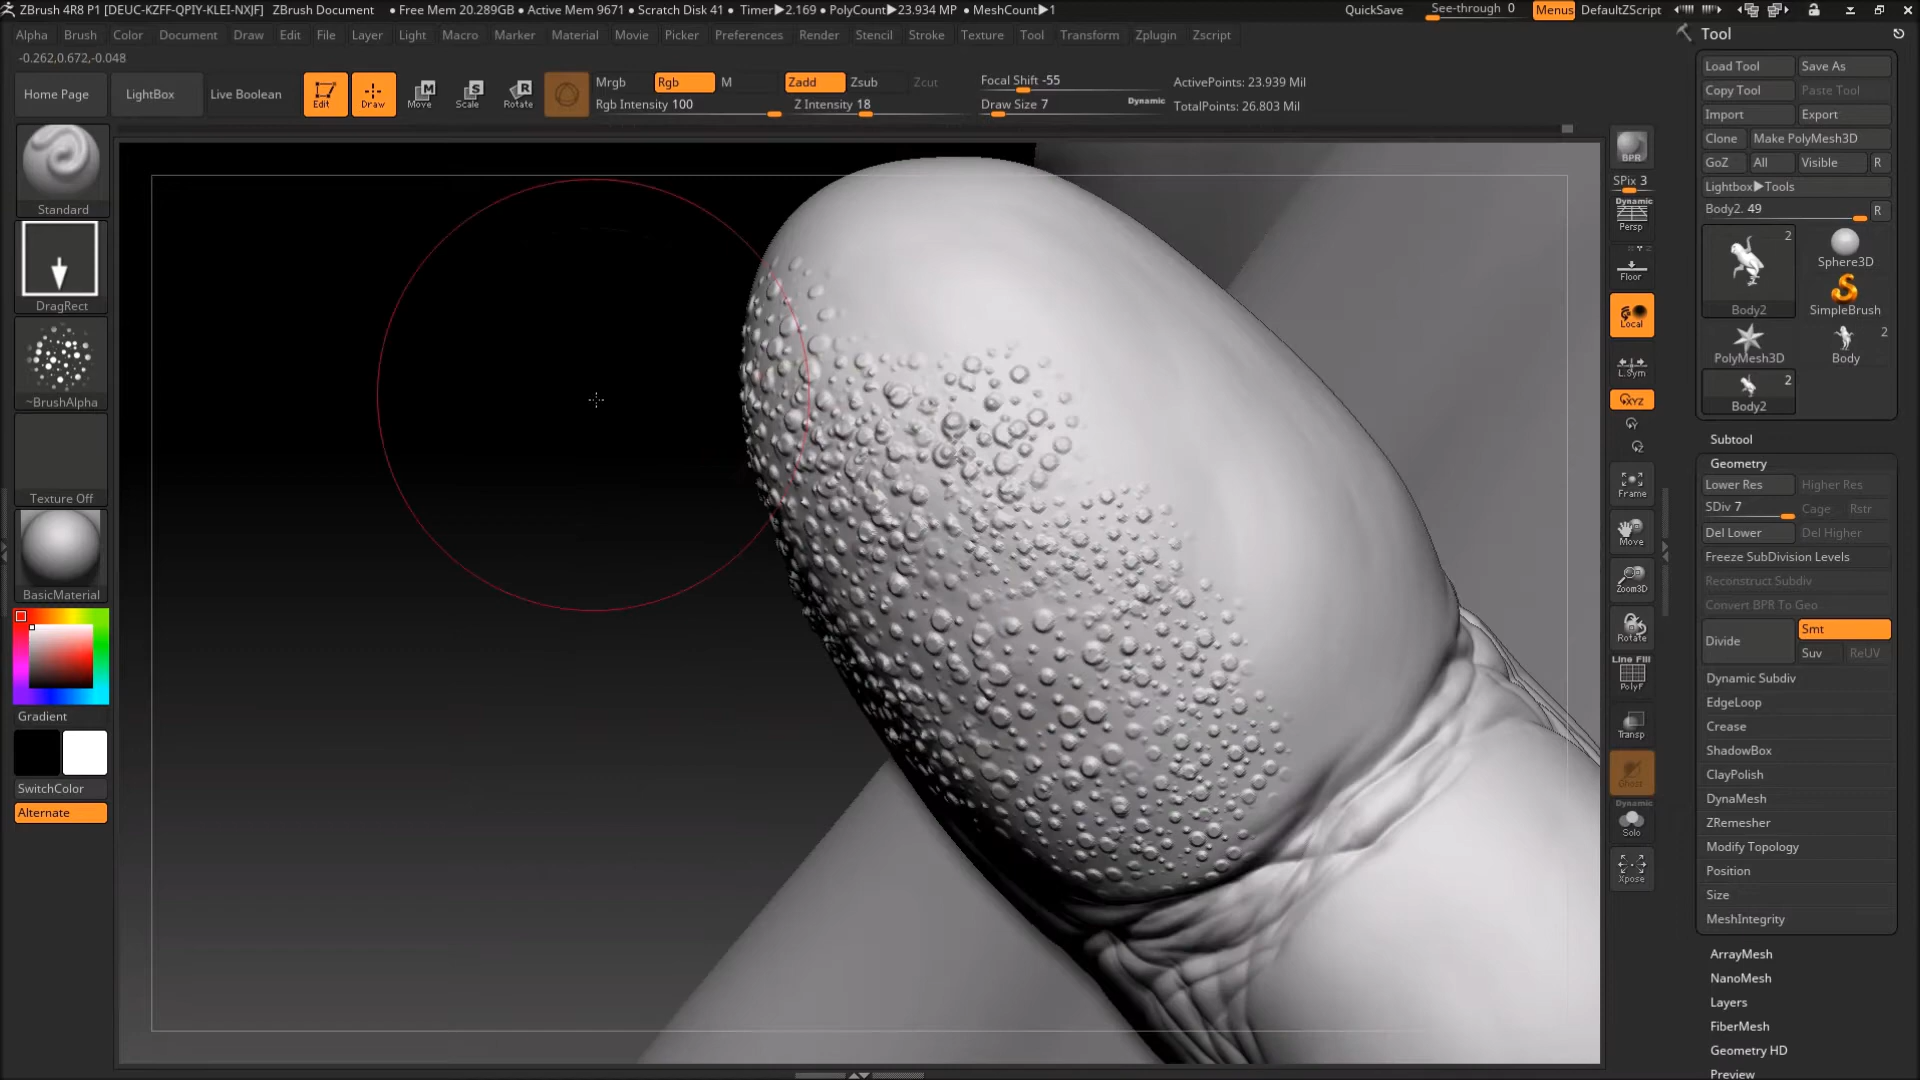 ZBrush 4R8 P1 [DEUC-KZFF-QPIY-KLEI-NXJF] ZBrush Document • Free Mem 20.289GB • Active Mem 9671 • Scratch Disk 41 • Timer▶2.169 • PolyCount▶23.934 MP • MeshCount▶1 QuickSave See-through 0 Menus DefaultZScript
Alpha Brush Color Document Draw Edit File Layer Light Macro Marker Material Movie Picker Preferences Render Stencil Stroke Texture Tool Transform Zplugin Zscript
-0.262,0.672,-0.048
Home Page LightBox Live Boolean Edit Draw Move Scale Rotate
Mrgb Rgb M Zadd Zsub Zcut Focal Shift -55 ActivePoints: 23.939 Mil
Rgb Intensity 100 Z Intensity 18 Draw Size 7 Dynamic TotalPoints: 26.803 Mil
Standard
DragRect
~BrushAlpha
Texture Off
BasicMaterial
Gradient
SwitchColor
Alternate
BPR
SPix 3
Dynamic
Persp
Floor
Local
L.Sym
XYZ
Frame
Move
Zoom3D
Rotate
Line Fill
PolyF
Transp
Ghost
Dynamic
Solo
Xpose
Tool
Load Tool Save As
Copy Tool Paste Tool
Import Export
Clone Make PolyMesh3D
GoZ All Visible R
Lightbox▶Tools
Body2. 49 R
2
Body2 Sphere3D
SimpleBrush
PolyMesh3D Body 2
Body2 2
Subtool
Geometry
Lower Res Higher Res
SDiv 7 Cage Rstr
Del Lower Del Higher
Freeze SubDivision Levels
Reconstruct Subdiv
Convert BPR To Geo
Divide Smt
Suv ReUV
Dynamic Subdiv
EdgeLoop
Crease
ShadowBox
ClayPolish
DynaMesh
ZRemesher
Modify Topology
Position
Size
MeshIntegrity
ArrayMesh
NanoMesh
Layers
FiberMesh
Geometry HD
Preview